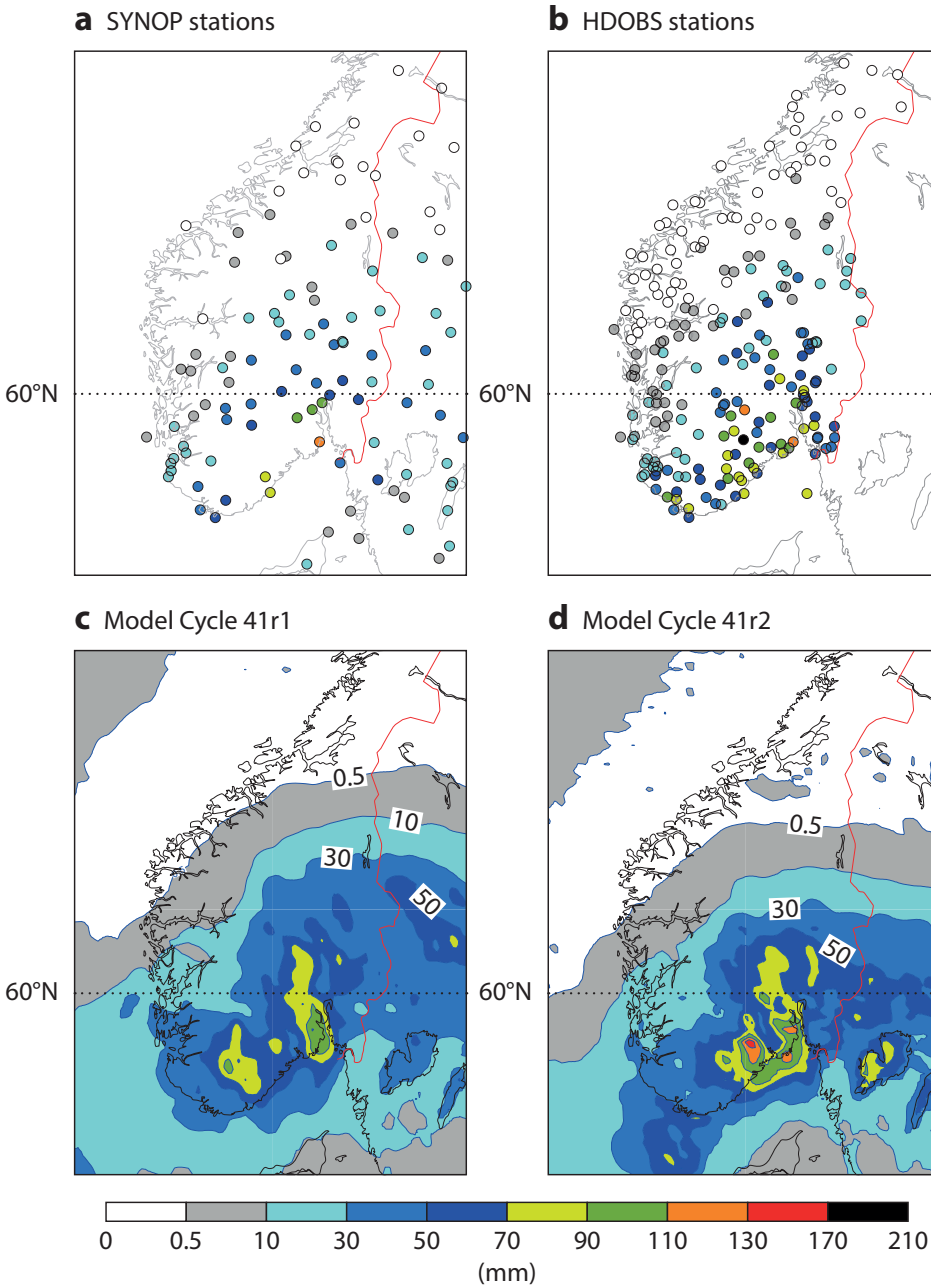 a SYNOP stations
b HDOBS stations
60°N
60°N
c Model Cycle 41r1
d Model Cycle 41r2
0.5
10
30
50
0.5
30
50
60°N
60°N
0 0.5 10 30 50 70 90 110 130 170 210
(mm)